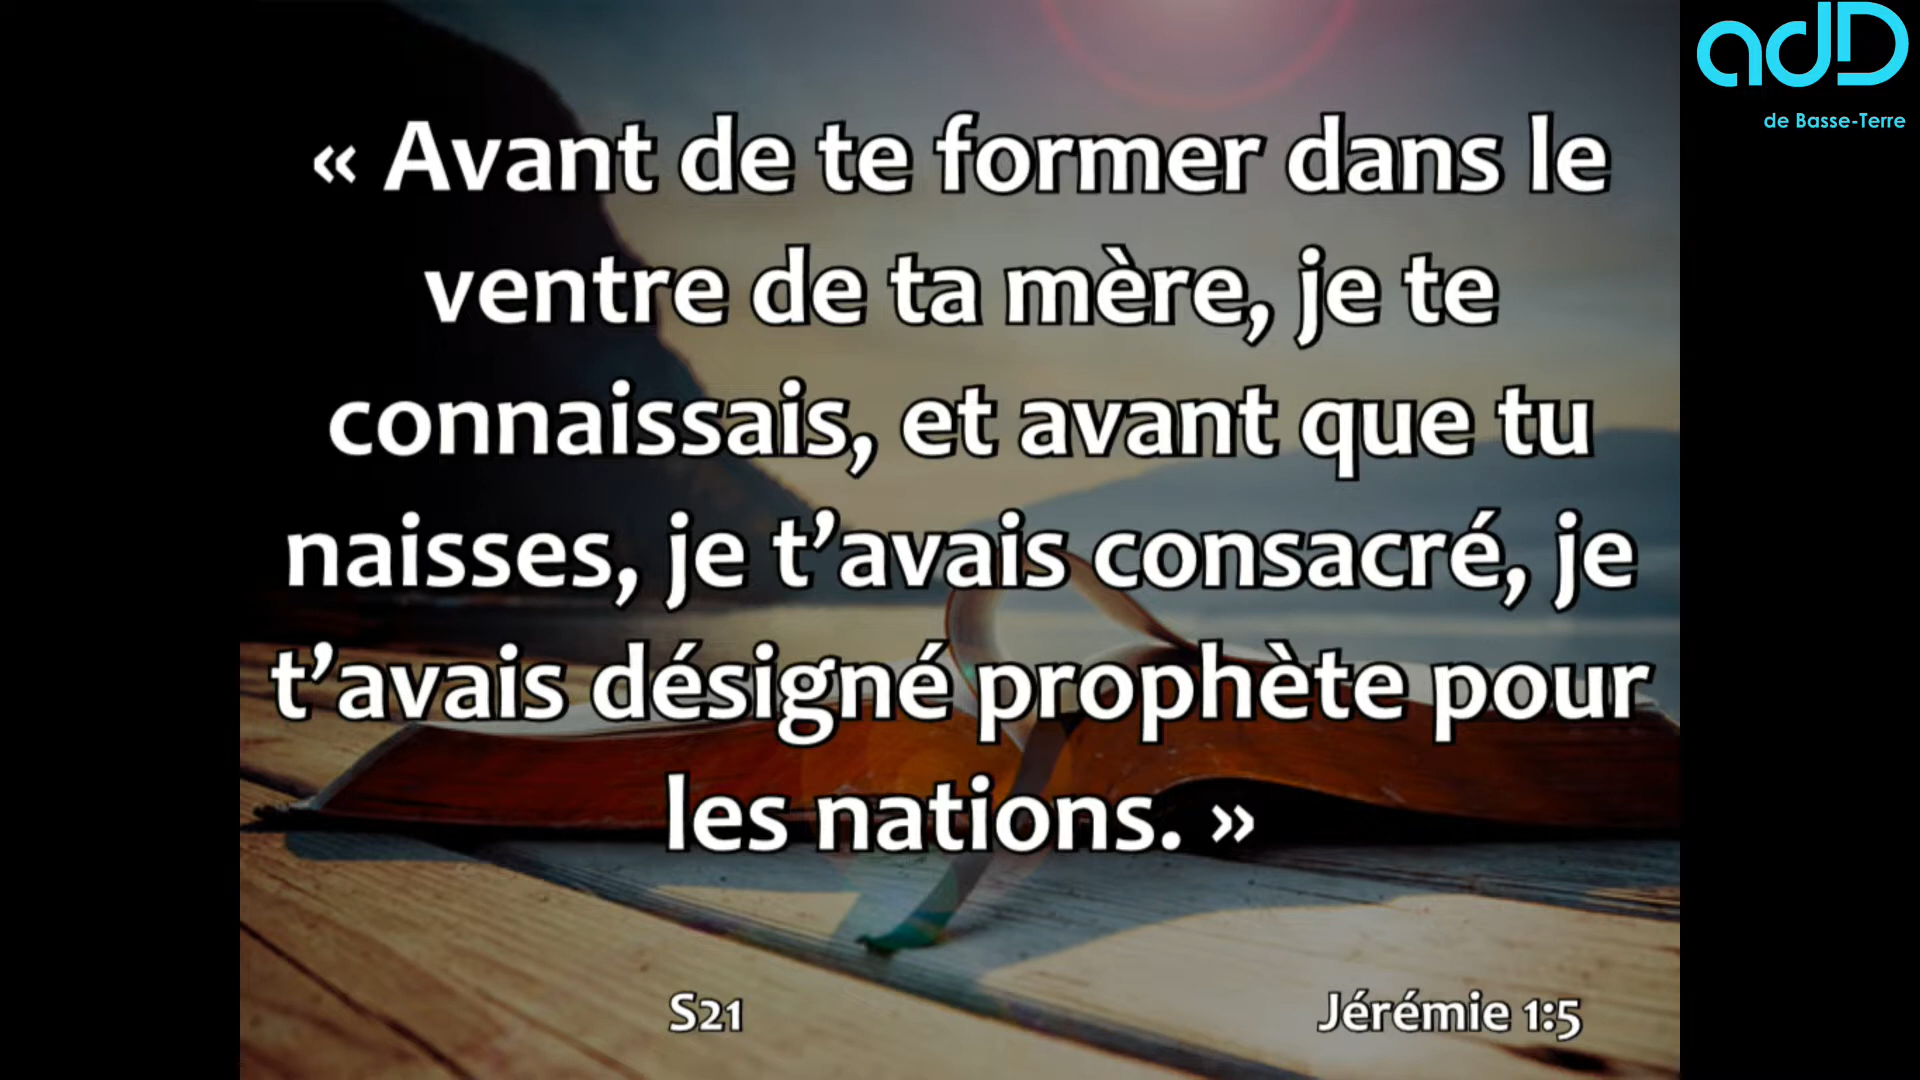 adD
de Basse-Terre
« Avant de te former dans le
ventre de ta mère, je te
connaissais, et avant que tu
naisses, je t’avais consacré, je
t’avais désigné prophète pour
les nations. »
S21
Jérémie 1:5